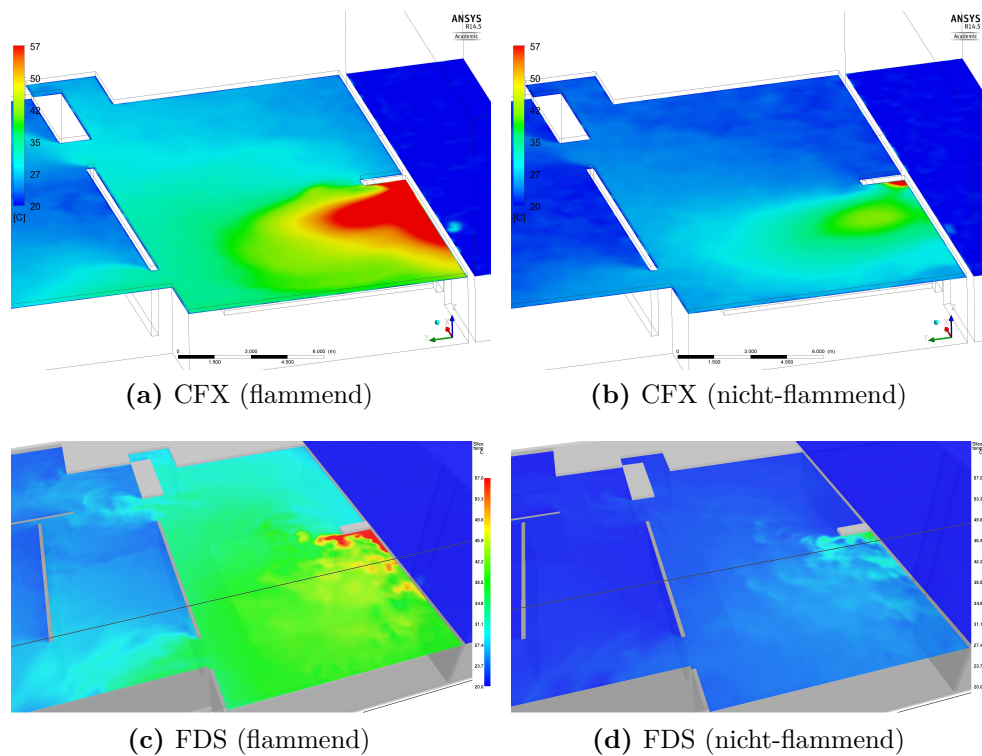 ANSYS
R14.5
Academic
57
50
42
35
27
20
[C]
0
3.000
6.000 (m)
1.500
4.500
(a) CFX (flammend)
ANSYS
R14.5
Academic
57
50
42
35
27
20
[C]
0
3.000
6.000 (m)
1.500
4.500
(b) CFX (nicht-flammend)
Slice
temp
C
57.0
53.3
49.6
45.9
42.2
38.5
34.8
31.1
27.4
23.7
20.0
(c) FDS (flammend)
Slice
temp
C
57.0
53.3
49.6
45.9
42.2
38.5
34.8
31.1
27.4
23.7
20.0
(d) FDS (nicht-flammend)